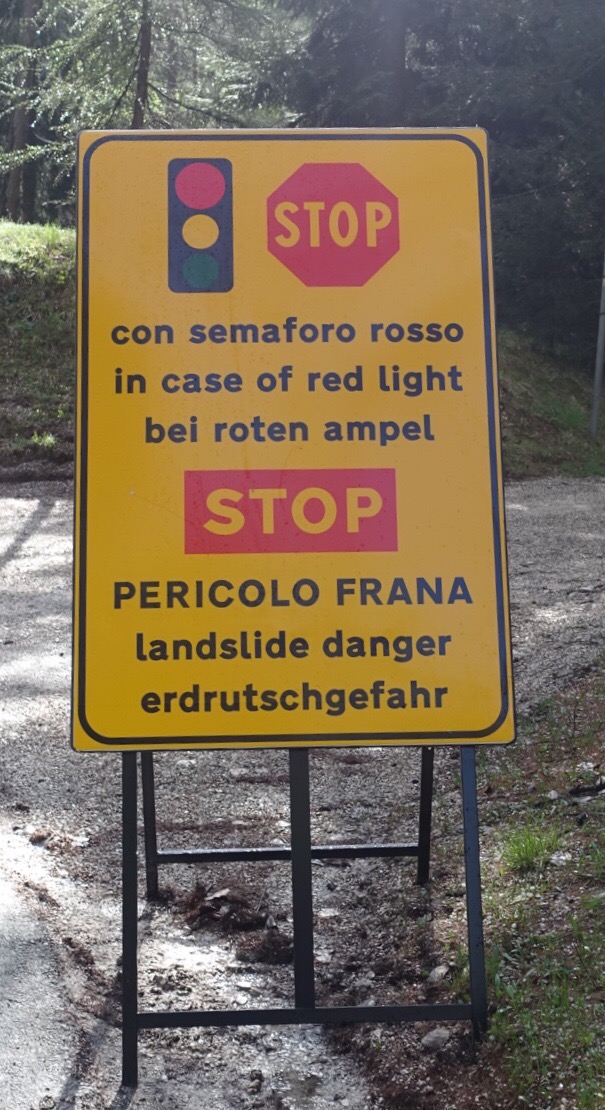 STOP
con semaforo rosso
in case of red light
bei roten ampel
STOP
PERICOLO FRANA
landslide danger
erdrutschgefahr